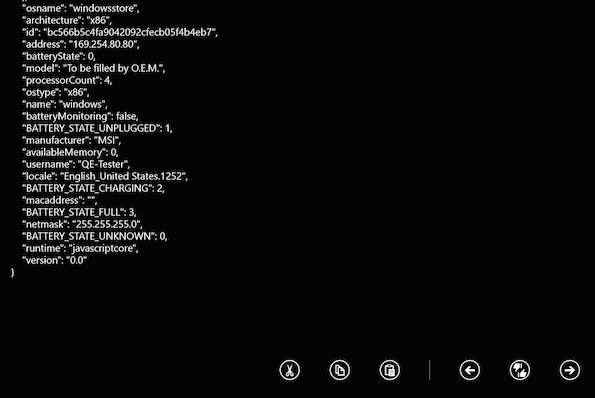 "osname": "windowsstore",
"architecture": "x86",
"id": "bc566b5c4fa9042092cfecb05f4b4eb7",
"address": "169.254.80.80",
"batteryState": 0,
"model": "To be filled by O.E.M.",
"processorCount": 4,
"ostype": "x86",
"name": "windows",
"batteryMonitoring": false,
"BATTERY_STATE_UNPLUGGED": 1,
"manufacturer": "MSI",
"availableMemory": 0,
"username": "QE-Tester",
"locale": "English_United States.1252",
"BATTERY_STATE_CHARGING": 2,
"macaddress": "",
"BATTERY_STATE_FULL": 3,
"netmask": "255.255.255.0",
"BATTERY_STATE_UNKNOWN": 0,
"runtime": "javascriptcore",
"version": "0.0"
}